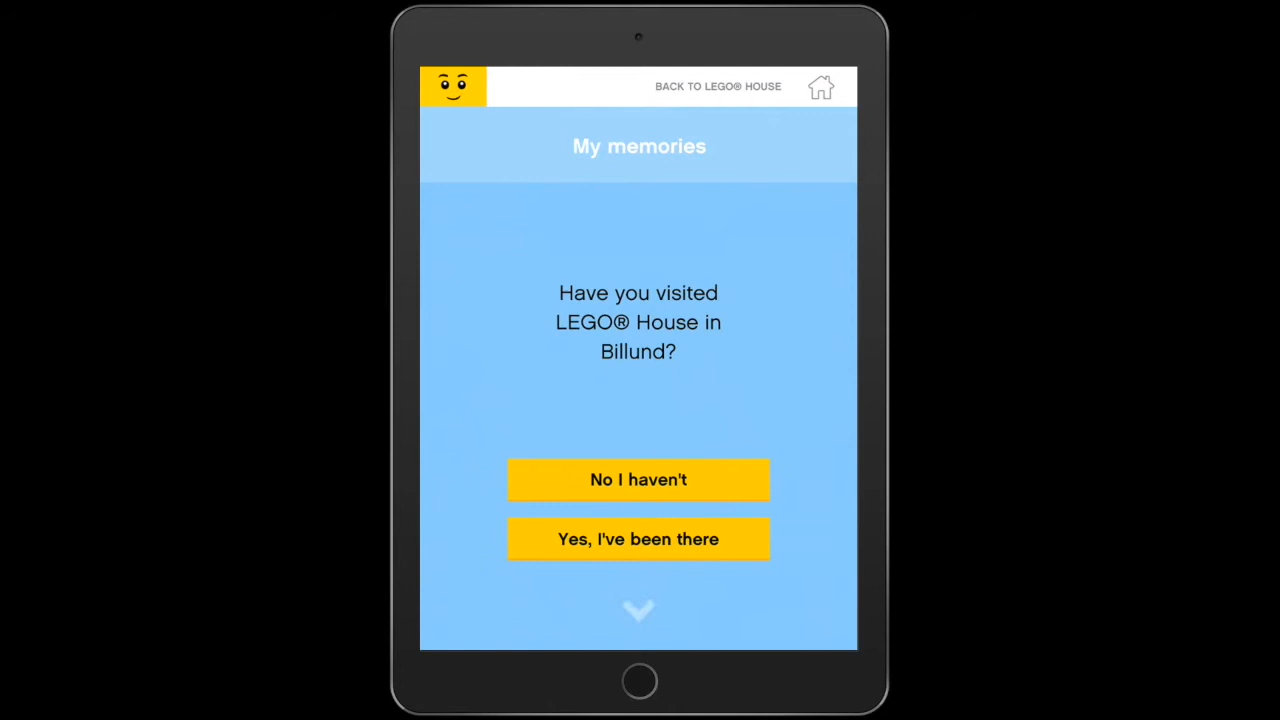 BACK TO LEGO® HOUSE
My memories
Have you visited
LEGO® House in
Billund?
No I haven't
Yes, I've been there